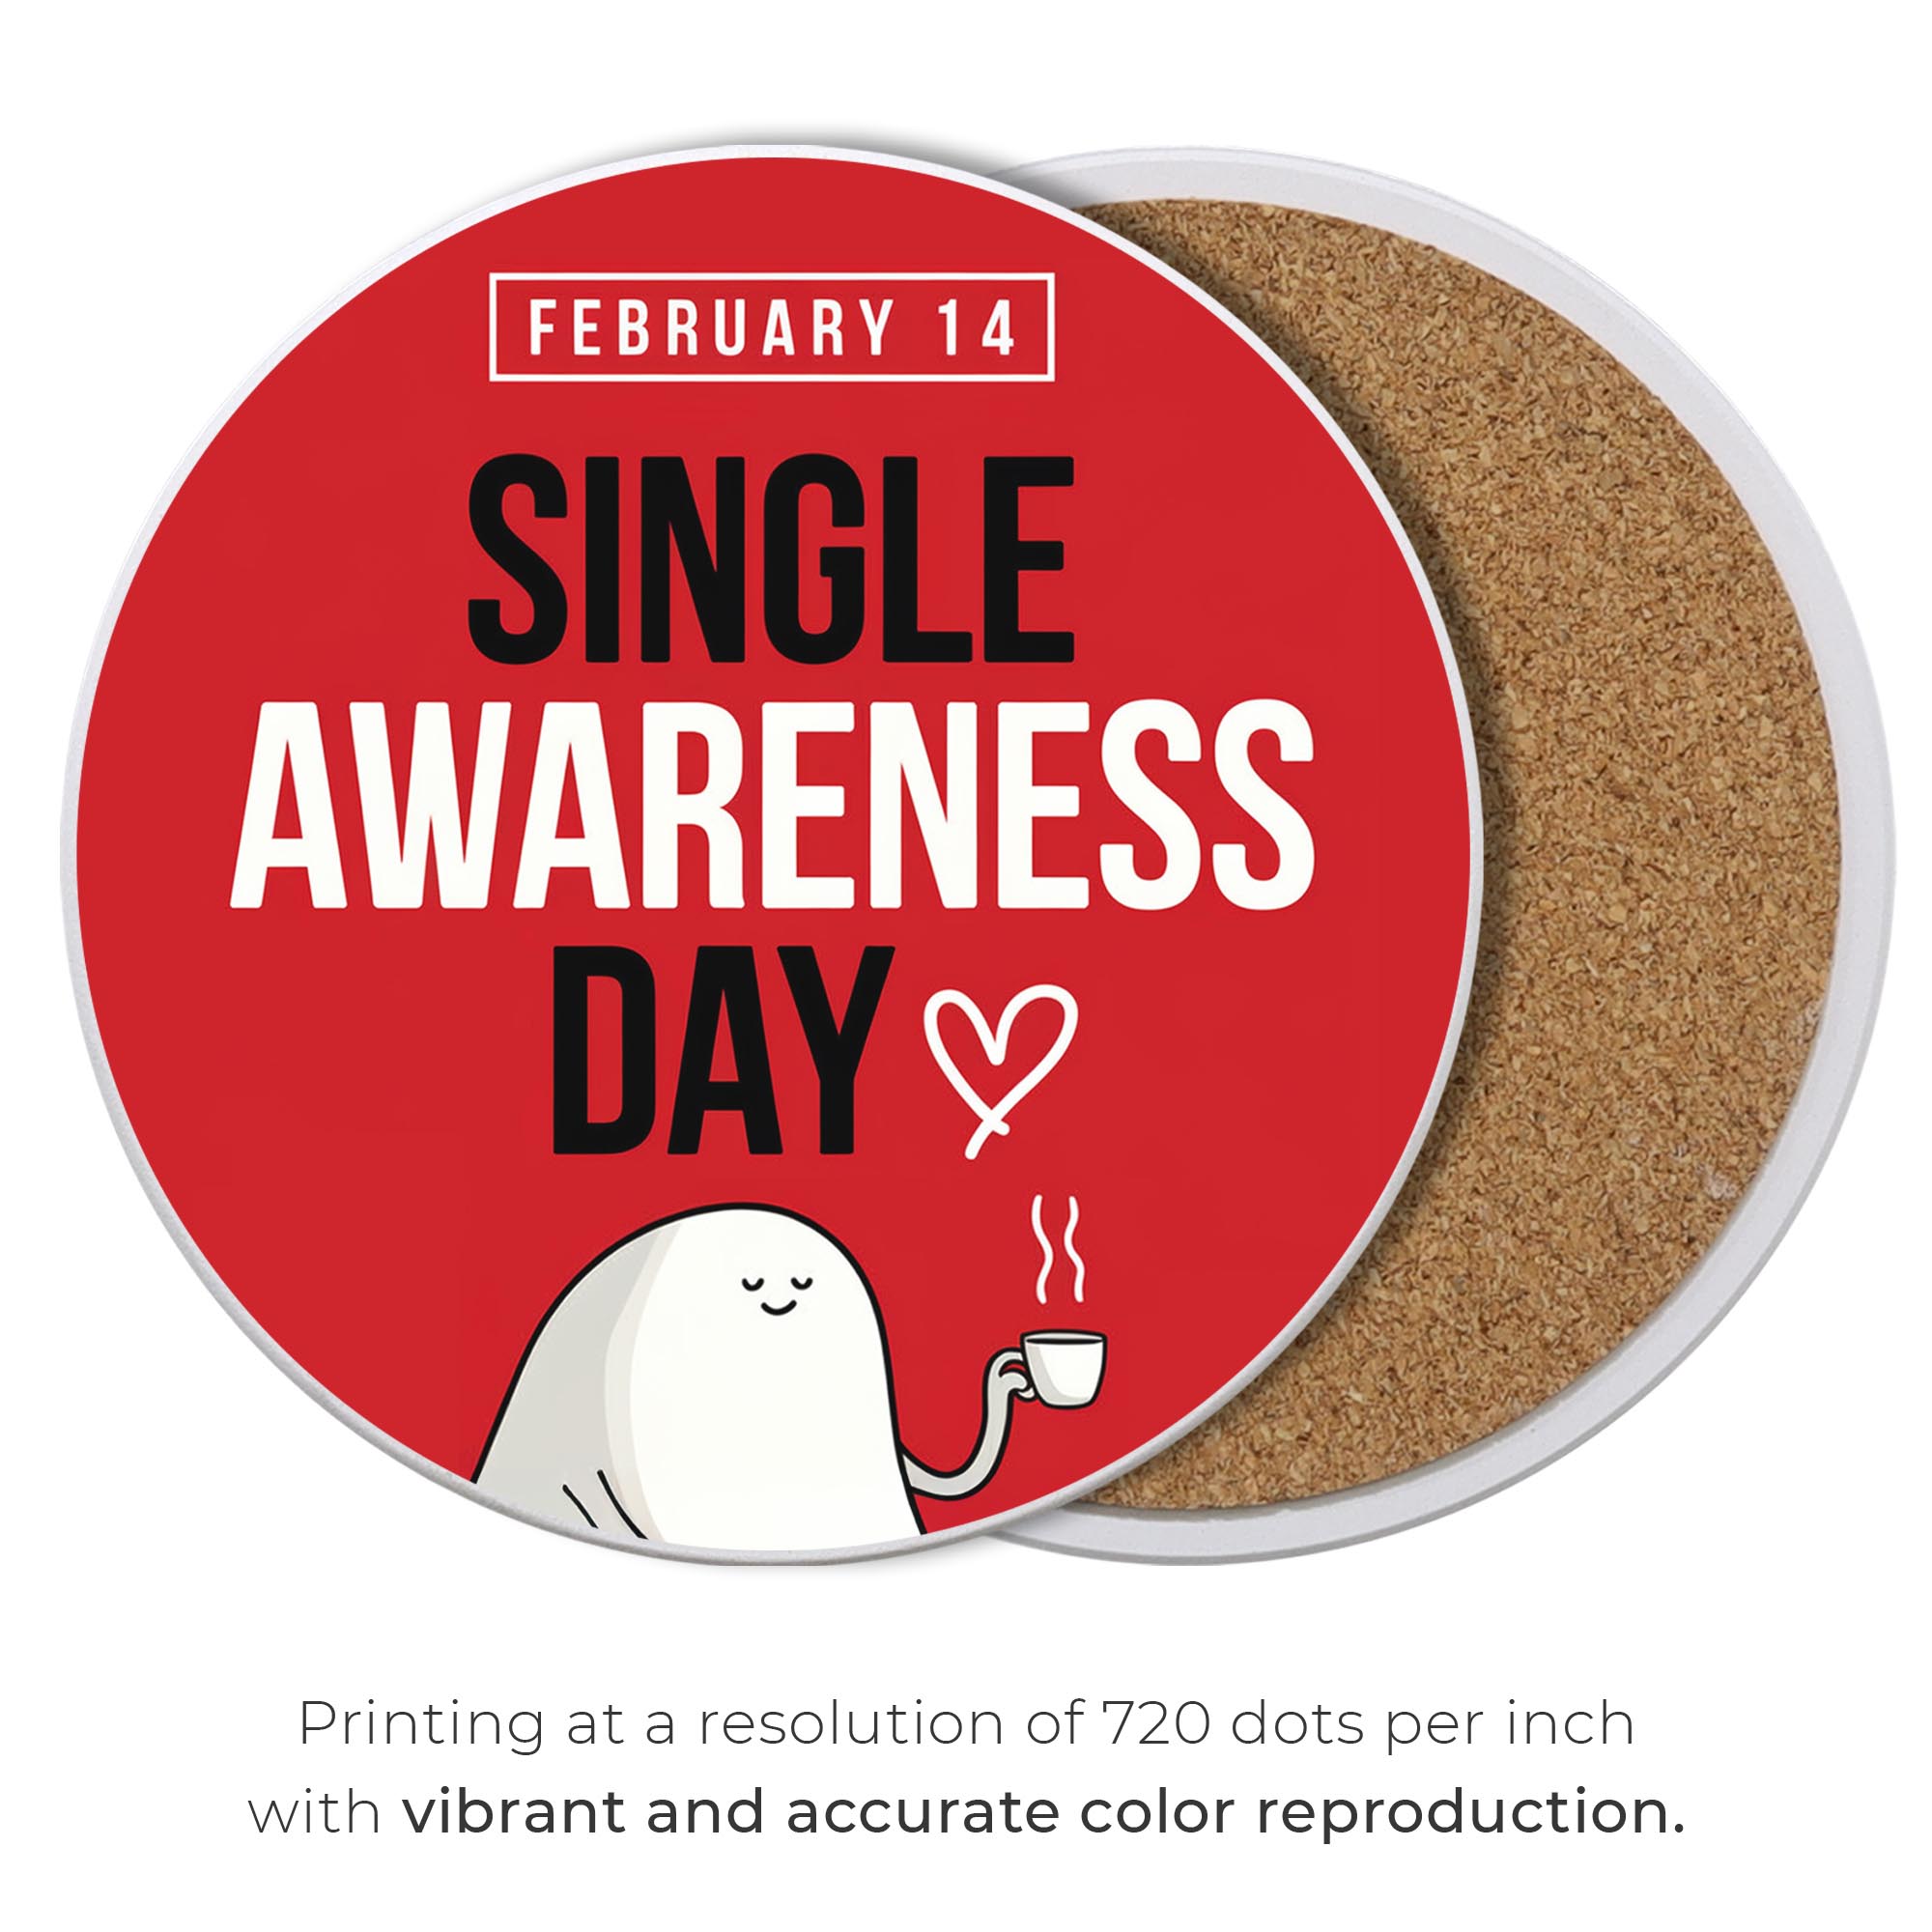 FEBRUARY 14
SINGLE
AWARENESS
DAY
Printing at a resolution of 720 dots per inch
with vibrant and accurate color reproduction.